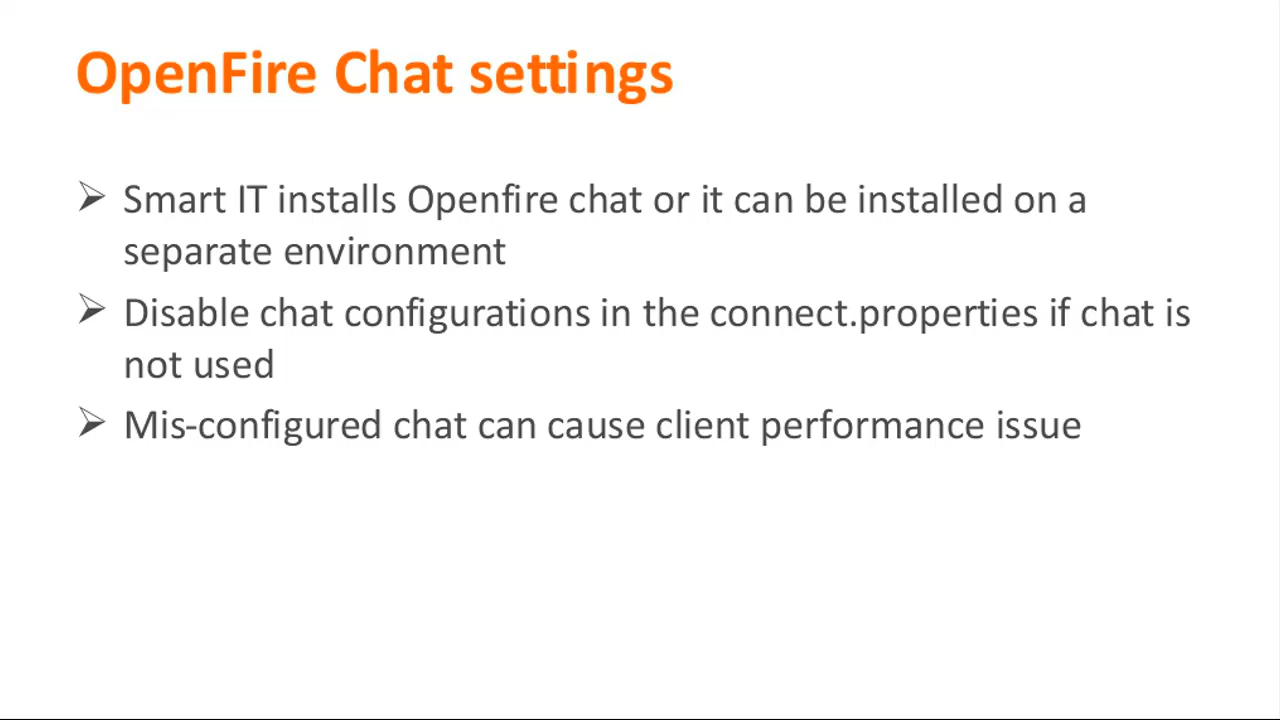 OpenFire Chat settings
Smart IT installs Openfire chat or it can be installed on a
separate environment
Disable chat configurations in the connect.properties if chat is
not used
Mis-configured chat can cause client performance issue